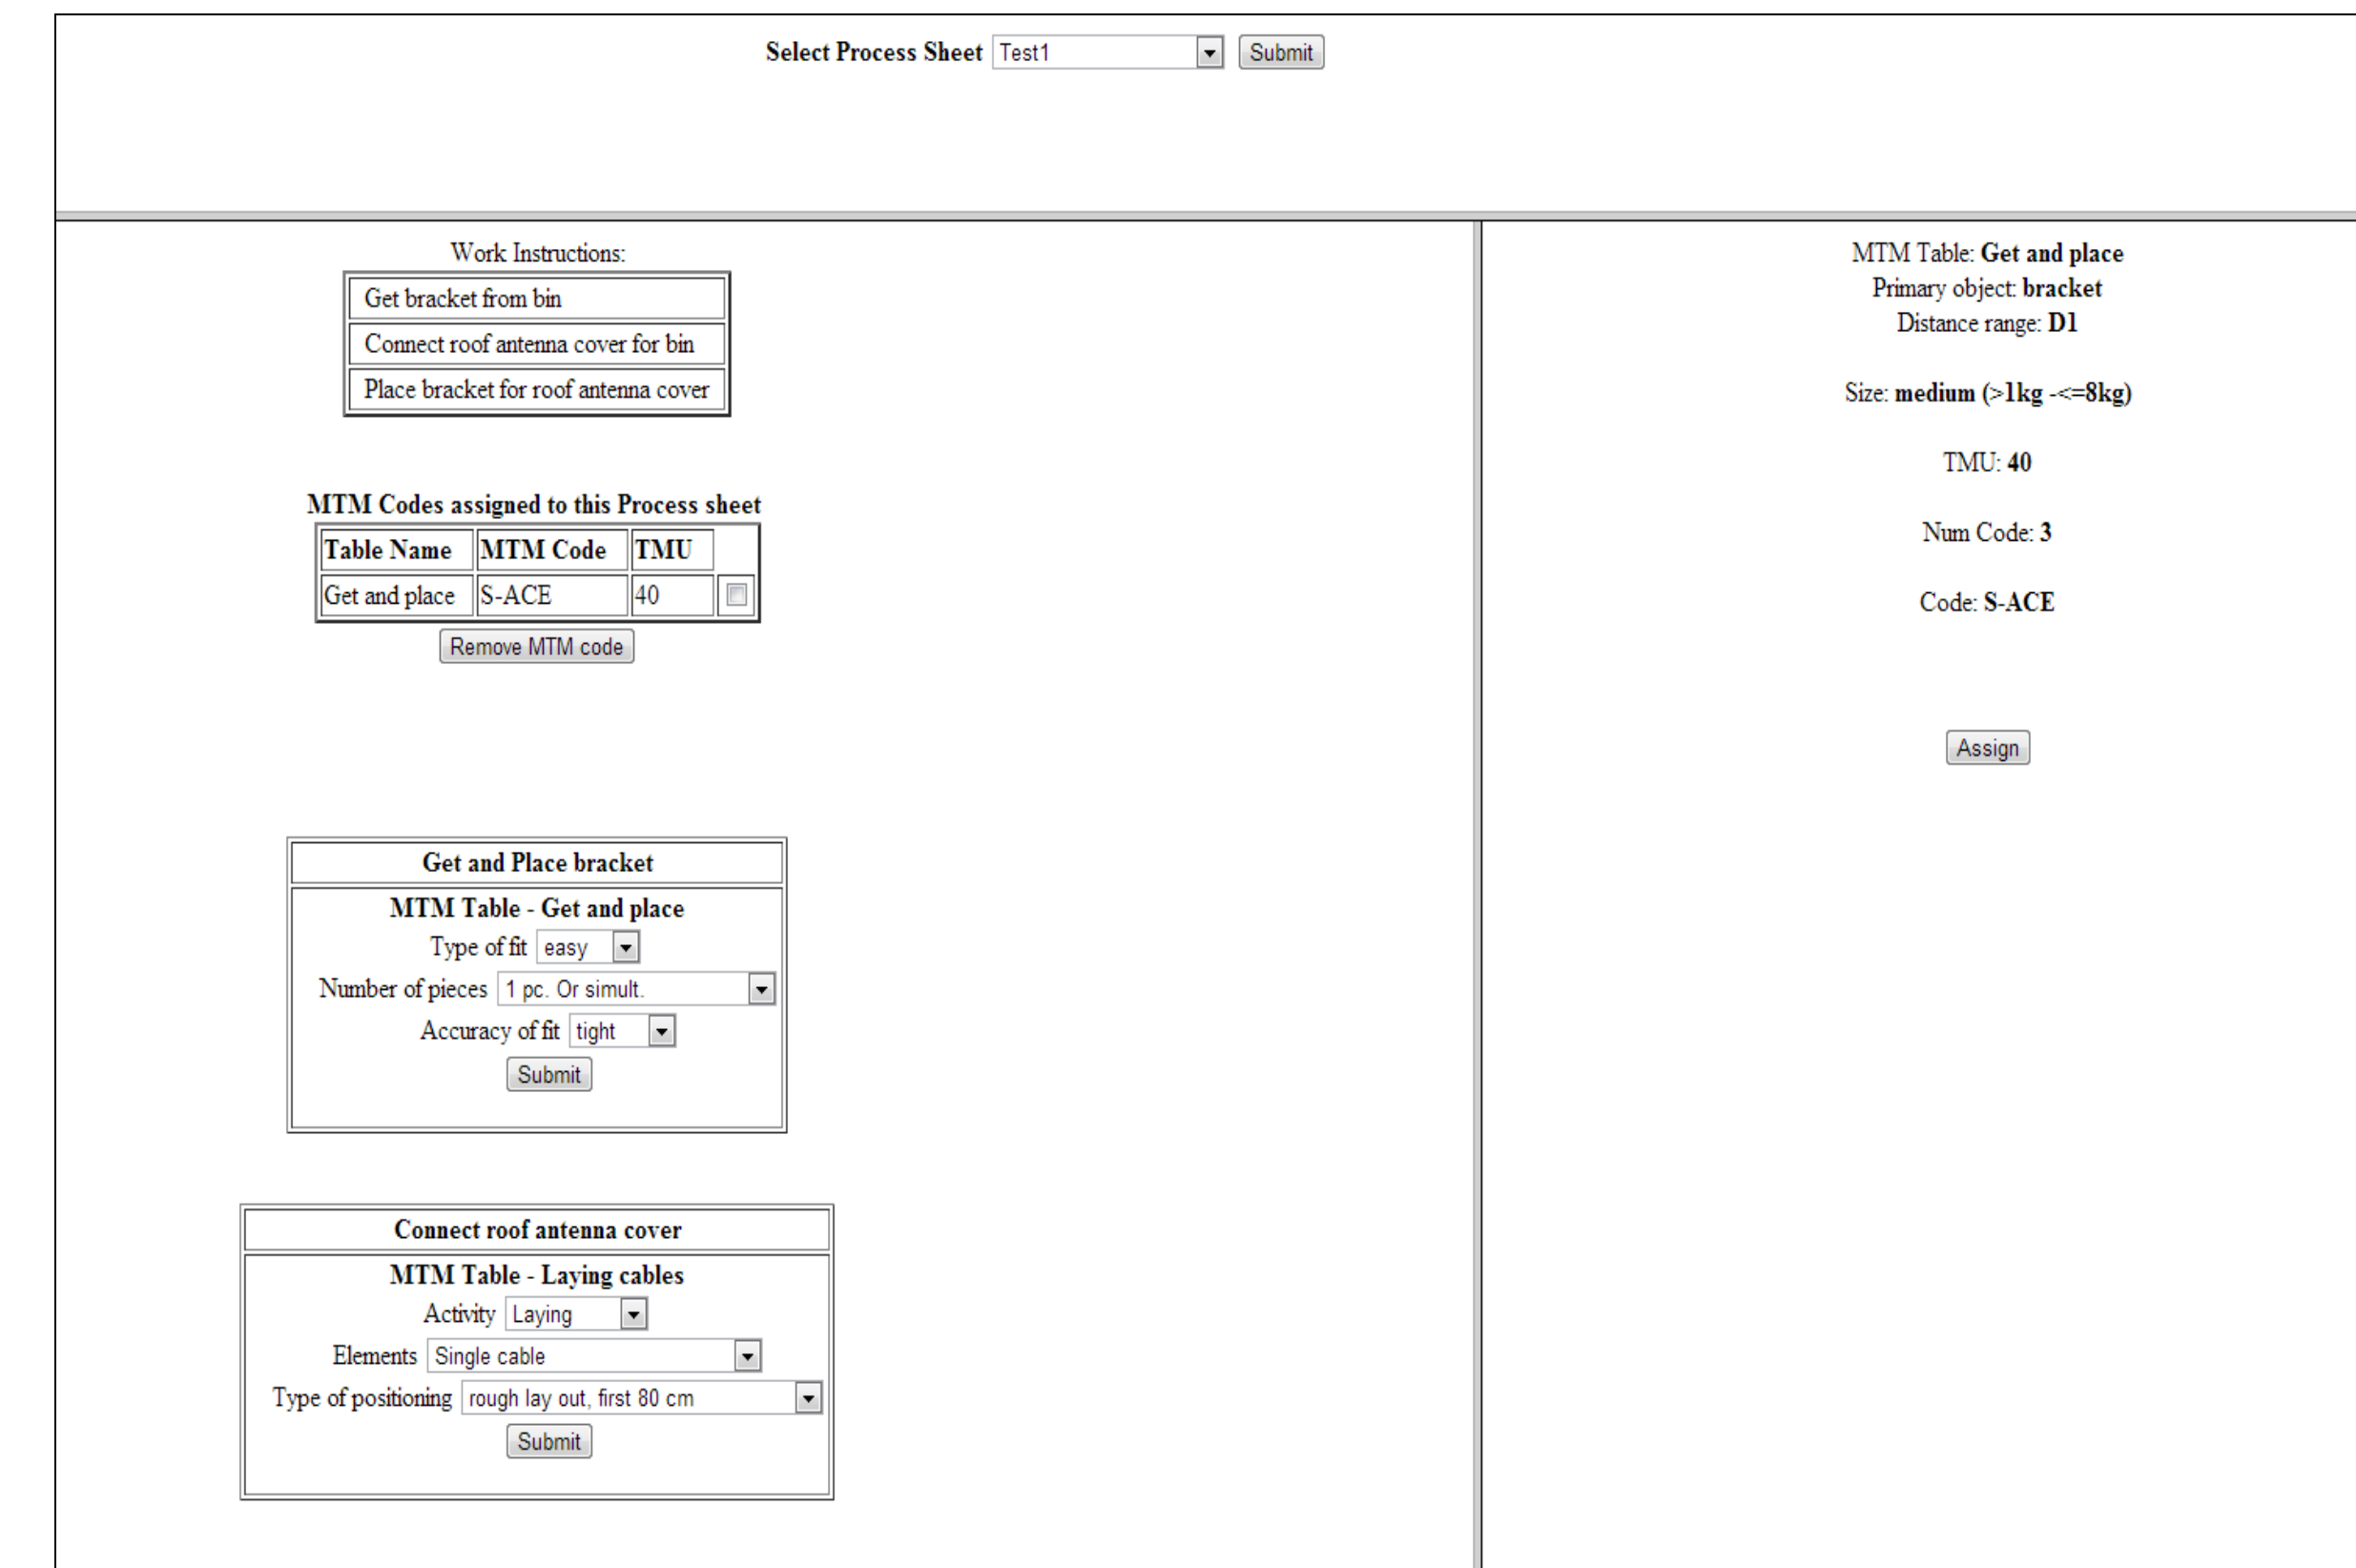 Select Process Sheet Test1 Submit
Work Instructions:
Get bracket from bin
Connect roof antenna cover for bin
Place bracket for roof antenna cover
MTM Codes assigned to this Process sheet
Table Name MTM Code TMU
Get and place S-ACE 40
Remove MTM code
Get and Place bracket
MTM Table - Get and place
Type of fit easy
Number of pieces 1 pc. Or simult.
Accuracy of fit tight
Submit
Connect roof antenna cover
MTM Table - Laying cables
Activity Laying
Elements Single cable
Type of positioning rough lay out, first 80 cm
Submit
MTM Table: Get and place
Primary object: bracket
Distance range: D1
Size: medium (>1kg -<=8kg)
TMU: 40
Num Code: 3
Code: S-ACE
Assign